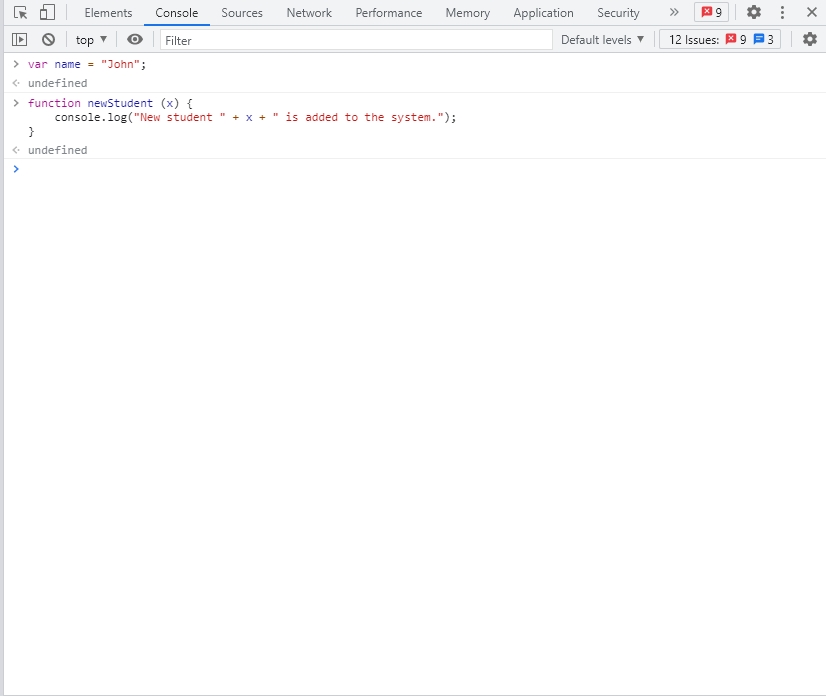 Elements Console Sources Network Performance Memory Application Security » 9
top ▼ Filter Default levels ▼ 12 Issues: 9 3
> var name = "John";
<· undefined
> function newStudent (x) {
    console.log("New student " + x + " is added to the system.");
}
<· undefined
>